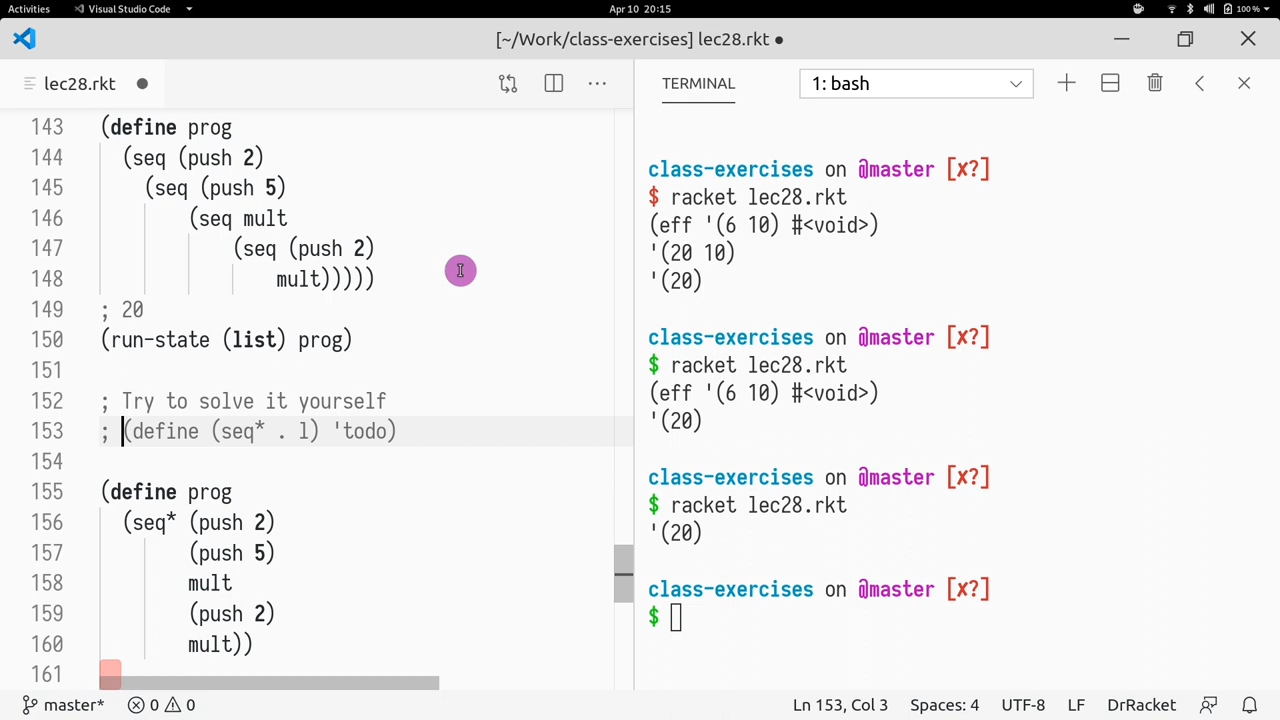 Activities Visual Studio Code Apr 10 20:15 100 %
[~/Work/class-exercises] lec28.rkt ●
lec28.rkt ● TERMINAL 1: bash
143 (define prog
144 (seq (push 2)
145 (seq (push 5)
146 (seq mult
147 (seq (push 2)
148 mult)))))
149 ; 20
150 (run-state (list) prog)
151
152 ; Try to solve it yourself
153 ; (define (seq* . l) 'todo)
154
155 (define prog
156 (seq* (push 2)
157 (push 5)
158 mult
159 (push 2)
160 mult))
161
class-exercises on @master [x?]
$ racket lec28.rkt
(eff '(6 10) #<void>)
'(20 10)
'(20)
class-exercises on @master [x?]
$ racket lec28.rkt
(eff '(6 10) #<void>)
'(20)
class-exercises on @master [x?]
$ racket lec28.rkt
'(20)
class-exercises on @master [x?]
$
master* 0 0 Ln 153, Col 3 Spaces: 4 UTF-8 LF DrRacket